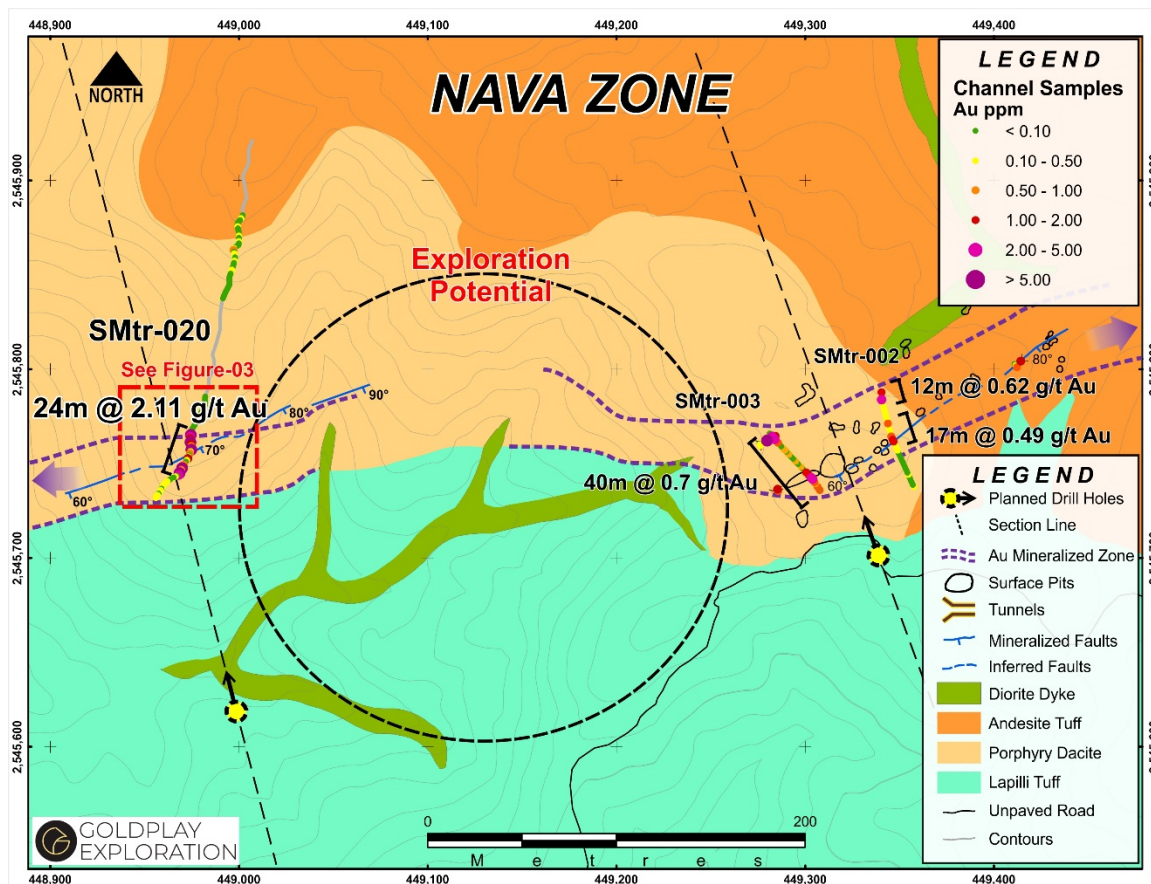 448,900 449,000 449,100 449,200 449,300 449,400
NORTH
NAVA ZONE
LEGEND
Channel Samples
Au ppm
< 0.10
0.10 - 0.50
0.50 - 1.00
1.00 - 2.00
2.00 - 5.00
> 5.00
2,545,900
2,545,800
2,545,700
2,545,600
Exploration
Potential
SMtr-020
See Figure-03
24m @ 2.11 g/t Au
90°
80°
70°
60°
SMtr-002
80°
12m @ 0.62 g/t Au
SMtr-003
17m @ 0.49 g/t Au
40m @ 0.7 g/t Au
60°
LEGEND
Planned Drill Holes
Section Line
Au Mineralized Zone
Surface Pits
Tunnels
Mineralized Faults
Inferred Faults
Diorite Dyke
Andesite Tuff
Porphyry Dacite
Lapilli Tuff
Unpaved Road
Contours
GOLDPLAY
EXPLORATION
0 200
Metres
448,900 449,000 449,100 449,200 449,300 449,400